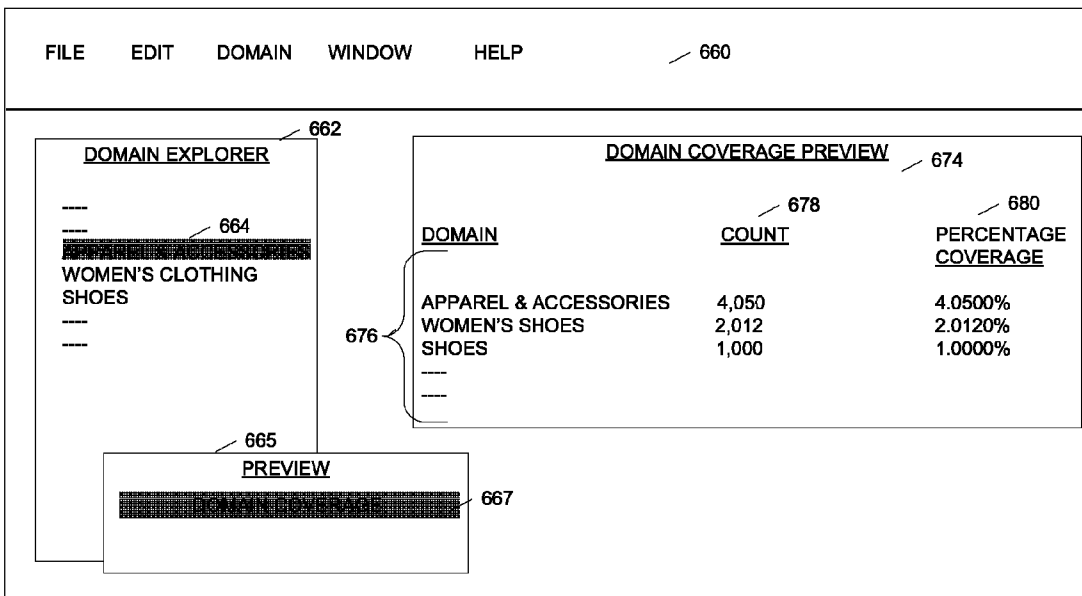 FILE EDIT DOMAIN WINDOW HELP 660
662
DOMAIN EXPLORER
----
----
664
APPAREL & ACCESSORIES
WOMEN'S CLOTHING
SHOES
----
----
665
PREVIEW
DOMAIN COVERAGE
667
DOMAIN COVERAGE PREVIEW
674
678
680
DOMAIN COUNT PERCENTAGE
COVERAGE
676
APPAREL & ACCESSORIES 4,050 4.0500%
WOMEN'S SHOES 2,012 2.0120%
SHOES 1,000 1.0000%
----
----